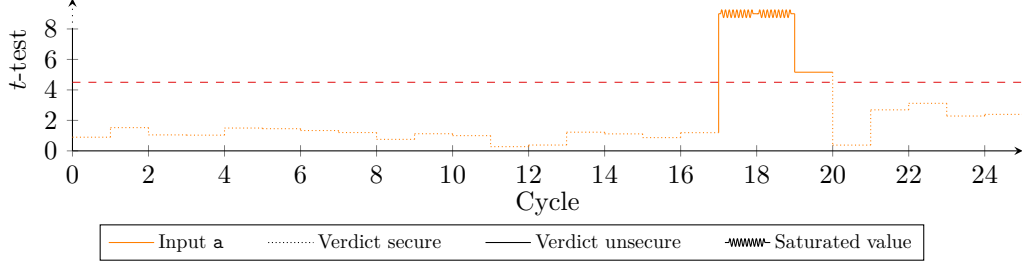 8
6
4
2
0
t-test
0 2 4 6 8 10 12 14 16 18 20 22 24
Cycle
Input a Verdict secure Verdict unsecure Saturated value